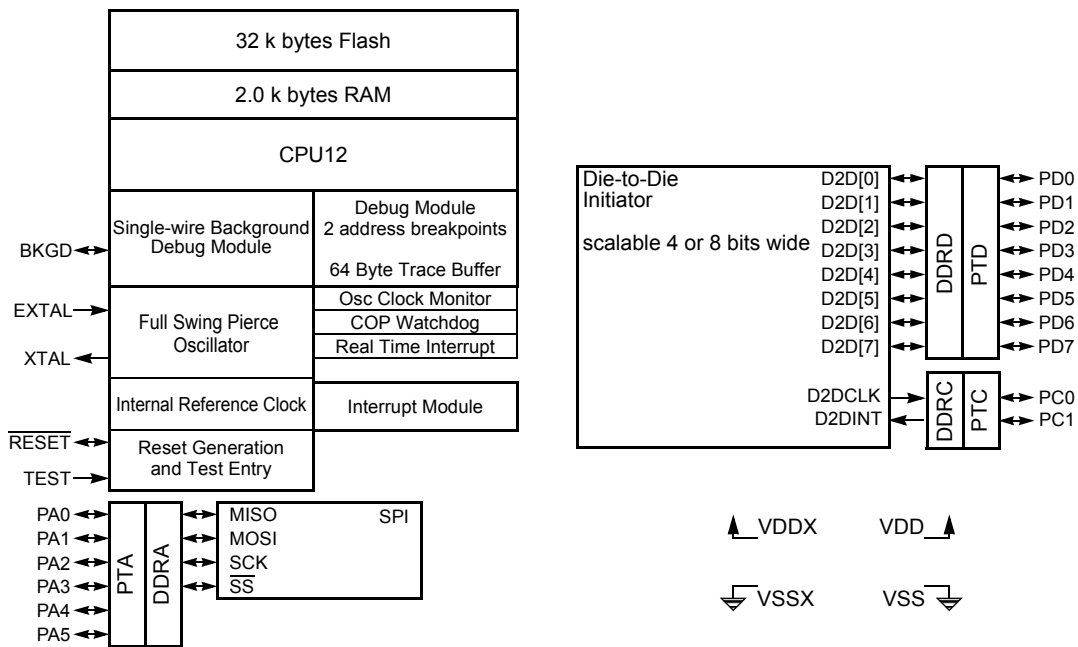 32 k bytes Flash
2.0 k bytes RAM
CPU12
Single-wire Background
Debug Module
Debug Module
2 address breakpoints
64 Byte Trace Buffer
BKGD
EXTAL
XTAL
Full Swing Pierce
Oscillator
Osc Clock Monitor
COP Watchdog
Real Time Interrupt
Internal Reference Clock
Interrupt Module
RESET
TEST
Reset Generation
and Test Entry
PA0
PA1
PA2
PA3
PA4
PA5
PTA
DDRA
MISO
MOSI
SCK
SS
SPI
Die-to-Die
Initiator
scalable 4 or 8 bits wide
D2D[0]
D2D[1]
D2D[2]
D2D[3]
D2D[4]
D2D[5]
D2D[6]
D2D[7]
DDRD
PTD
PD0
PD1
PD2
PD3
PD4
PD5
PD6
PD7
D2DCLK
D2DINT
DDRC
PTC
PC0
PC1
VDDX
VDD
VSSX
VSS